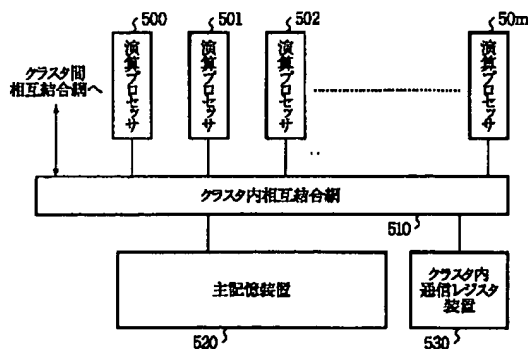 500
501
502
50m
演算プロセッサ
演算プロセッサ
演算プロセッサ
演算プロセッサ
クラスタ間
相互結合網へ
クラスタ内相互結合網
510
主記憶装置
520
クラスタ内
通信レジスタ
装置
530